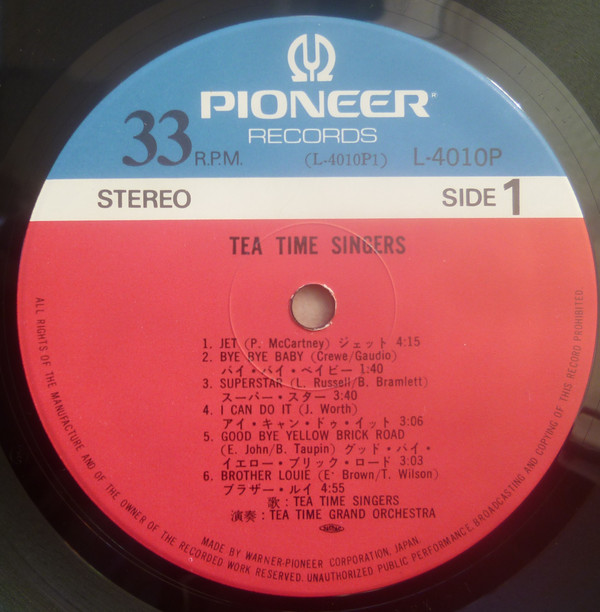 PIONEER®
RECORDS
33 R.P.M. (L-4010P1) L-4010P
STEREO SIDE 1
TEA TIME SINGERS
1. JET (P. McCartney) ジェット 4:15
2. BYE BYE BABY (Crewe/Gaudio)
バイ・バイ・ベイビー 1:40
3. SUPERSTAR (L. Russell/B. Bramlett)
スーパー・スター 3:40
4. I CAN DO IT (J. Worth)
アイ・キャン・ドゥ・イット 3:06
5. GOOD BYE YELLOW BRICK ROAD
(E. John/B. Taupin) グッド・バイ・
イエロー・ブリック・ロード 3:03
6. BROTHER LOUIE (E. Brown/T. Wilson)
ブラザー・ルイ 4:55
歌:TEA TIME SINGERS
演奏:TEA TIME GRAND ORCHESTRA
MADE BY WARNER-PIONEER CORPORATION, JAPAN
ALL RIGHTS OF THE MANUFACTURE AND OF THE OWNER OF THE RECORDED WORK RESERVED. UNAUTHORIZED PUBLIC PERFORMANCE, BROADCASTING AND COPYING OF THIS RECORD PROHIBITED